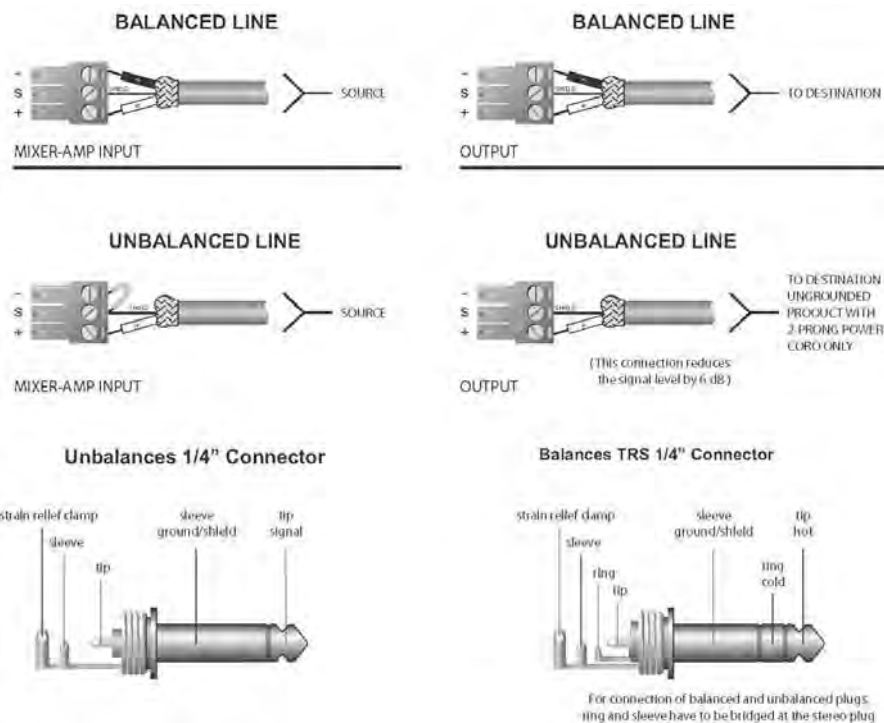 BALANCED LINE
-
S
+
SHIELD
SOURCE
MIXER-AMP INPUT
BALANCED LINE
-
S
+
SHIELD
TO DESTINATION
OUTPUT
UNBALANCED LINE
-
S
+
SHIELD
SOURCE
MIXER-AMP INPUT
UNBALANCED LINE
-
S
+
SHIELD
TO DESTINATION
UNGROUNDED
PRODUCT WITH
2-PRONG POWER
CORD ONLY
(This connection reduces
the signal level by 6 dB)
OUTPUT
Unbalances 1/4" Connector
strain relief clamp
sleeve
tip
sleeve
ground/shield
tip
signal
Balances TRS 1/4" Connector
strain relief clamp
sleeve
ring
tip
sleeve
ground/shield
ring
cold
tip
hot
For connection of balanced and unbalanced plugs,
ring and sleeve have to be bridged at the stereo plug